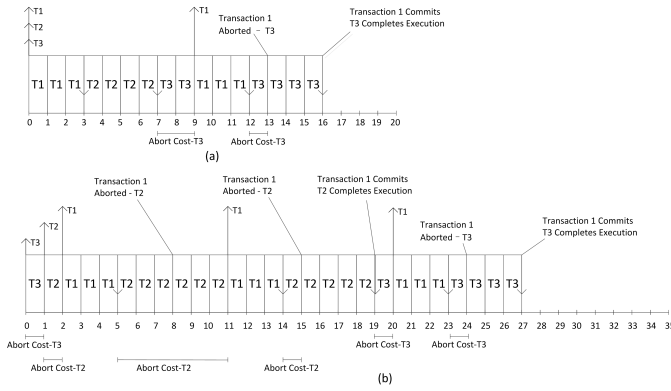 T1
T2
T3
T1
Transaction 1
Aborted - T3
Transaction 1 Commits
T3 Completes Execution
T1 T1 T1 T2 T2 T2 T2 T3 T3 T1 T1 T1 T3 T3 T3 T3
0 1 2 3 4 5 6 7 8 9 10 11 12 13 14 15 16 17 18 19 20
Abort Cost-T3 Abort Cost-T3
(a)
Transaction 1
Aborted - T2
Transaction 1
Aborted - T2
Transaction 1 Commits
T2 Completes Execution
Transaction 1
Aborted - T3
Transaction 1 Commits
T3 Completes Execution
T3
T2
T1
T1
T1
T3 T2 T1 T1 T1 T2 T2 T2 T2 T2 T2 T1 T1 T1 T2 T2 T2 T2 T2 T3 T1 T1 T1 T3 T3 T3 T3
0 1 2 3 4 5 6 7 8 9 10 11 12 13 14 15 16 17 18 19 20 21 22 23 24 25 26 27 28 29 30 31 32 33 34 35
Abort Cost-T3 Abort Cost-T3 Abort Cost-T3
Abort Cost-T2 Abort Cost-T2 Abort Cost-T2
(b)